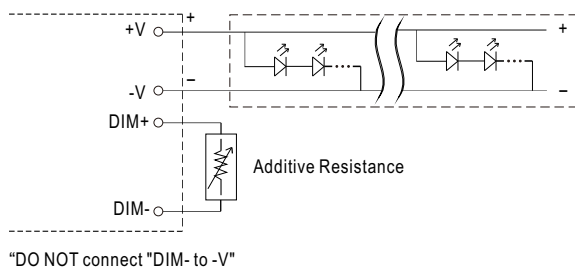 +
+V
+
−
-V
−
DIM+
Additive Resistance
DIM-
“DO NOT connect "DIM- to -V"